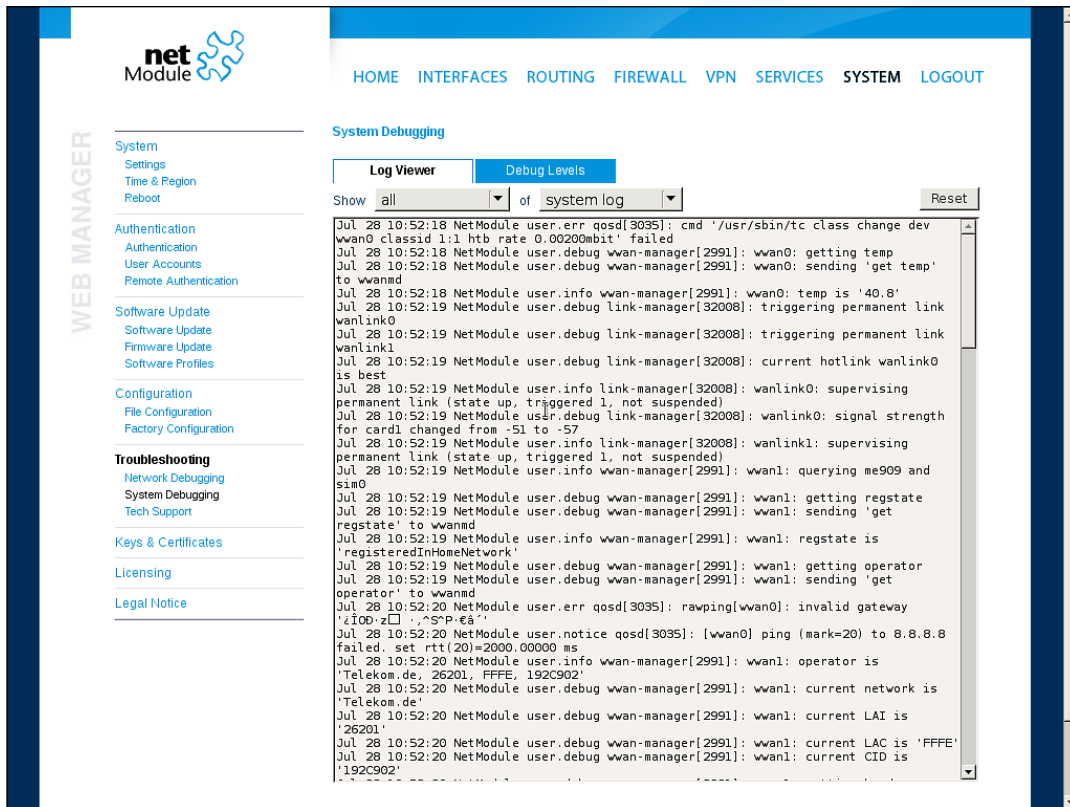 net
Module
HOME INTERFACES ROUTING FIREWALL VPN SERVICES SYSTEM LOGOUT
WEB MANAGER
System
Settings
Time & Region
Reboot
Authentication
Authentication
User Accounts
Remote Authentication
Software Update
Software Update
Firmware Update
Software Profiles
Configuration
File Configuration
Factory Configuration
Troubleshooting
Network Debugging
System Debugging
Tech Support
Keys & Certificates
Licensing
Legal Notice
System Debugging
Log Viewer Debug Levels
Show all of system log Reset
Jul 28 10:52:18 NetModule user.err qosd[3035]: cmd '/usr/sbin/tc class change dev
wwan0 classid 1:1 htb rate 0.00200mbit' failed
Jul 28 10:52:18 NetModule user.debug wwan-manager[2991]: wwan0: getting temp
Jul 28 10:52:18 NetModule user.debug wwan-manager[2991]: wwan0: sending 'get temp'
to wwanmd
Jul 28 10:52:18 NetModule user.info wwan-manager[2991]: wwan0: temp is '40.8'
Jul 28 10:52:19 NetModule user.debug link-manager[32008]: triggering permanent link
wanlink0
Jul 28 10:52:19 NetModule user.debug link-manager[32008]: triggering permanent link
wanlink1
Jul 28 10:52:19 NetModule user.debug link-manager[32008]: current hotlink wanlink0
is best
Jul 28 10:52:19 NetModule user.info link-manager[32008]: wanlink0: supervising
permanent link (state up, triggered 1, not suspended)
Jul 28 10:52:19 NetModule user.debug link-manager[32008]: wanlink0: signal strength
for card1 changed from -51 to -57
Jul 28 10:52:19 NetModule user.info link-manager[32008]: wanlink1: supervising
permanent link (state up, triggered 1, not suspended)
Jul 28 10:52:19 NetModule user.info wwan-manager[2991]: wwan1: querying me909 and
sim0
Jul 28 10:52:19 NetModule user.debug wwan-manager[2991]: wwan1: getting regstate
Jul 28 10:52:19 NetModule user.debug wwan-manager[2991]: wwan1: sending 'get
regstate' to wwanmd
Jul 28 10:52:19 NetModule user.info wwan-manager[2991]: wwan1: regstate is
'registeredInHomeNetwork'
Jul 28 10:52:19 NetModule user.debug wwan-manager[2991]: wwan1: getting operator
Jul 28 10:52:19 NetModule user.debug wwan-manager[2991]: wwan1: sending 'get
operator' to wwanmd
Jul 28 10:52:20 NetModule user.err qosd[3035]: rawping[wwan0]: invalid gateway
Jul 28 10:52:20 NetModule user.notice qosd[3035]: [wwan0] ping (mark=20) to 8.8.8.8
failed. set rtt(20)=2000.00000 ms
Jul 28 10:52:20 NetModule user.info wwan-manager[2991]: wwan1: operator is
'Telekom.de, 26201, FFFE, 192C902'
Jul 28 10:52:20 NetModule user.debug wwan-manager[2991]: wwan1: current network is
'Telekom.de'
Jul 28 10:52:20 NetModule user.debug wwan-manager[2991]: wwan1: current LAI is
'26201'
Jul 28 10:52:20 NetModule user.debug wwan-manager[2991]: wwan1: current LAC is 'FFFE'
Jul 28 10:52:20 NetModule user.debug wwan-manager[2991]: wwan1: current CID is
'192C902'